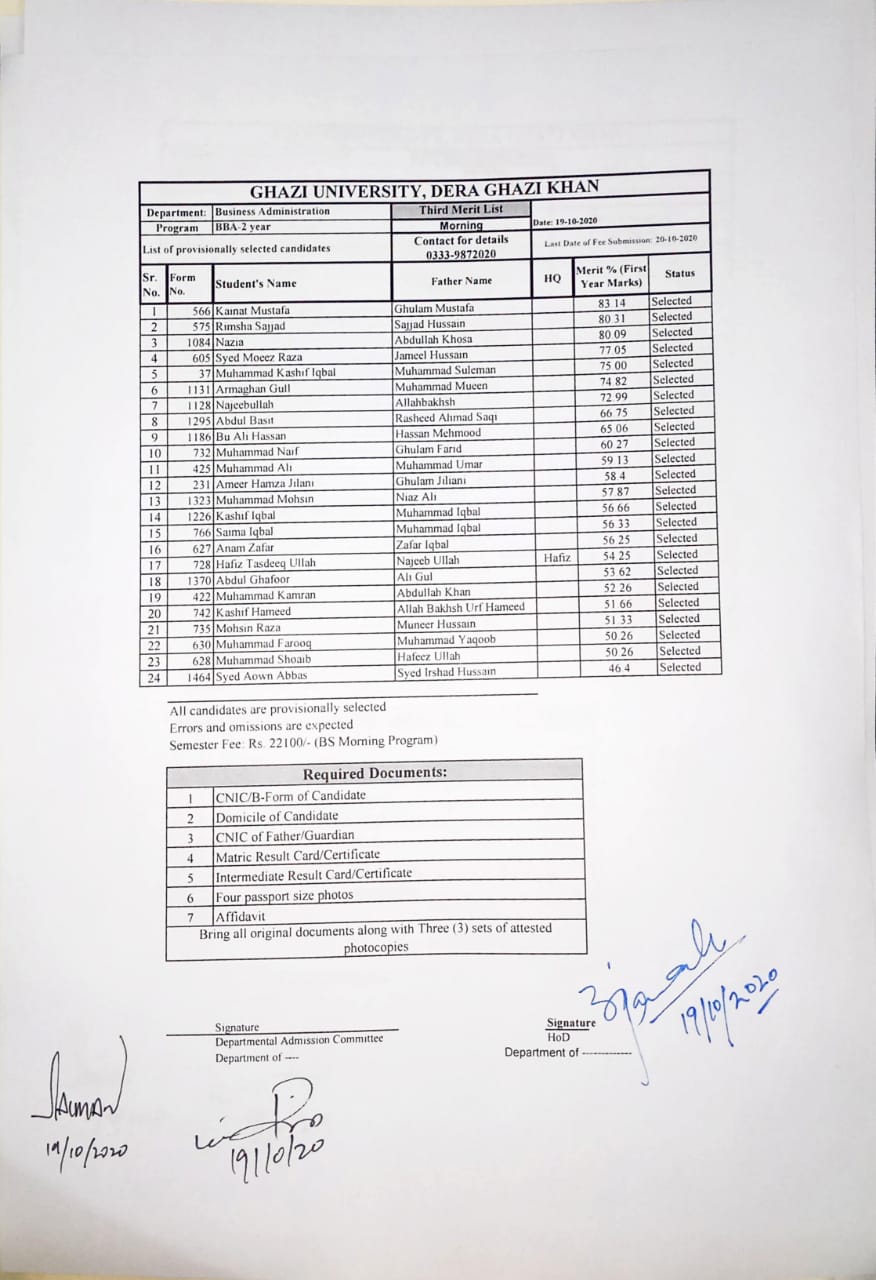 GHAZI UNIVERSITY, DERA GHAZI KHAN
Department: Business Administration Third Merit List Date: 19-10-2020
Program BBA-2 year Morning
List of provisionally selected candidates Contact for details 0333-9872020 Last Date of Fee Submission: 20-10-2020
Sr. No. Form No. Student's Name Father Name HQ Merit % (First Year Marks) Status
1 566 Kainat Mustafa Ghulam Mustafa 83 14 Selected
2 575 Rimsha Sajjad Sajjad Hussain 80 31 Selected
3 1084 Nazia Abdullah Khosa 80 09 Selected
4 605 Syed Moeez Raza Jameel Hussain 77 05 Selected
5 37 Muhammad Kashif Iqbal Muhammad Suleman 75 00 Selected
6 1131 Armaghan Gull Muhammad Mueen 74.82 Selected
7 1128 Najeebullah Allahbakhsh 72.99 Selected
8 1295 Abdul Basit Rasheed Ahmad Saqi 66 75 Selected
9 1186 Bu Ali Hassan Hassan Mehmood 65 06 Selected
10 732 Muhammad Naif Ghulam Farid 60 27 Selected
11 425 Muhammad Ali Muhammad Umar 59 13 Selected
12 231 Ameer Hamza Jilani Ghulam Jiliani 58 4 Selected
13 1323 Muhammad Mohsin Niaz Ali 57 87 Selected
14 1226 Kashif Iqbal Muhammad Iqbal 56 66 Selected
15 766 Saima Iqbal Muhammad Iqbal 56 33 Selected
16 627 Anam Zafar Zafar Iqbal 56 25 Selected
17 728 Hafiz Tasdeeq Ullah Najeeb Ullah Hafiz 54 25 Selected
18 1370 Abdul Ghafoor Ali Gul 53 62 Selected
19 422 Muhammad Kamran Abdullah Khan 52 26 Selected
20 742 Kashif Hameed Allah Bakhsh Urf Hameed 51 66 Selected
21 735 Mohsin Raza Muneer Hussain 51 33 Selected
22 630 Muhammad Farooq Muhammad Yaqoob 50 26 Selected
23 628 Muhammad Shoaib Hafeez Ullah 50 26 Selected
24 1464 Syed Aown Abbas Syed Irshad Hussain 46 4 Selected
All candidates are provisionally selected
Errors and omissions are expected
Semester Fee: Rs. 22100/- (BS Morning Program)
Required Documents:
1 CNIC/B-Form of Candidate
2 Domicile of Candidate
3 CNIC of Father/Guardian
4 Matric Result Card/Certificate
5 Intermediate Result Card/Certificate
6 Four passport size photos
7 Affidavit
Bring all original documents along with Three (3) sets of attested
photocopies
19/10/2020
Signature Signature
Departmental Admission Committee HoD
Department of ---- Department of -------------
19/10/2020
19/10/20